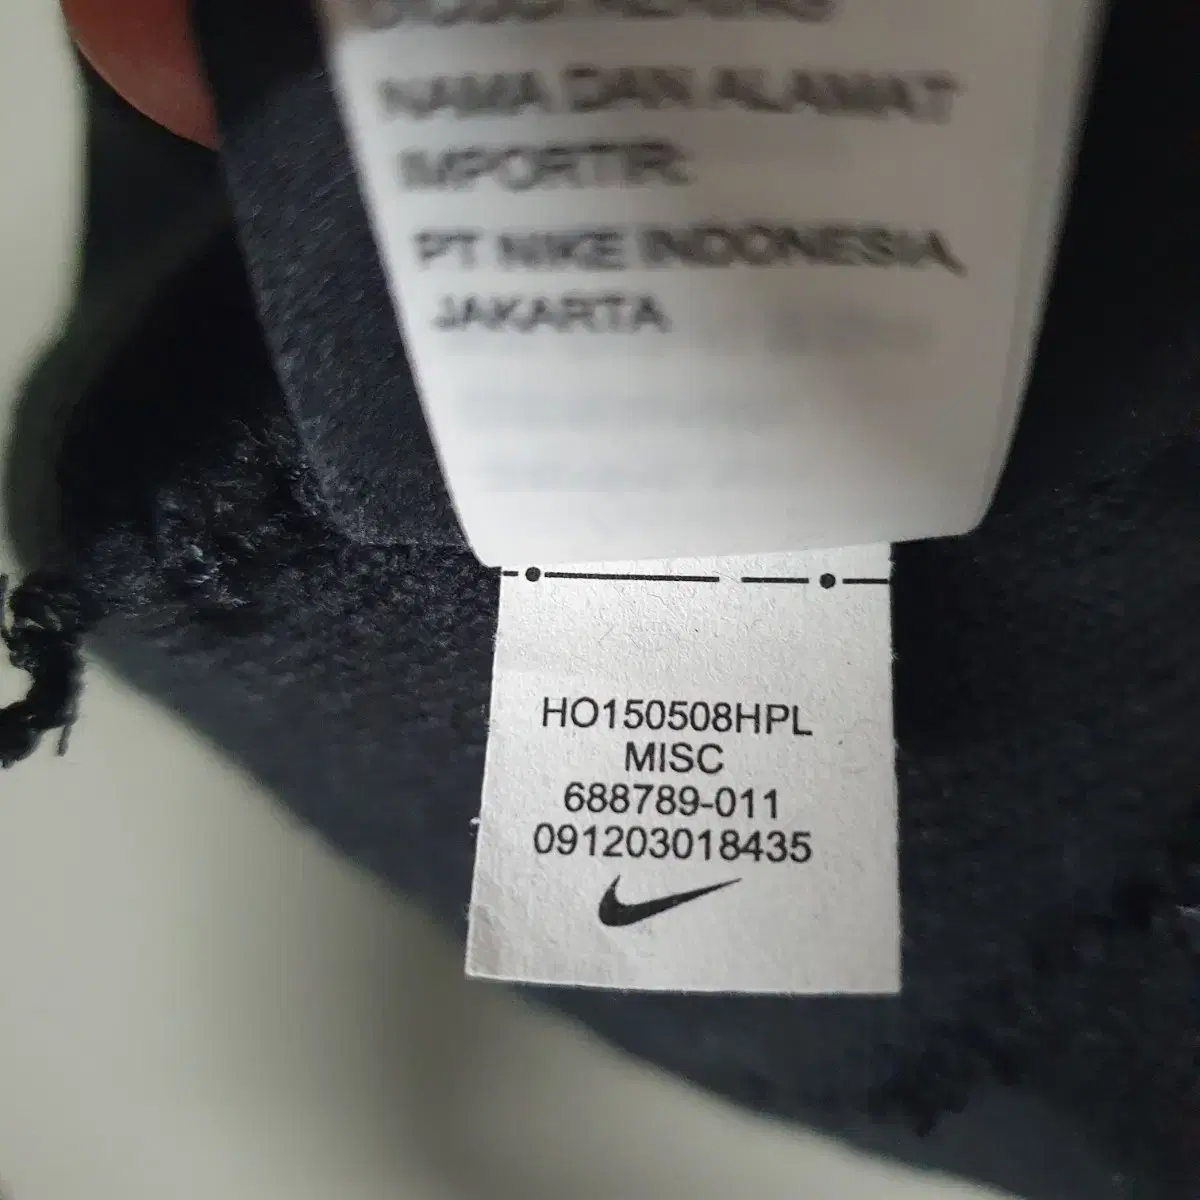 NAMA DAN ALAMAT
IMPORTIR:
PT NIKE INDONESIA,
JAKARTA
HO150508HPL
MISC
688789-011
091203018435